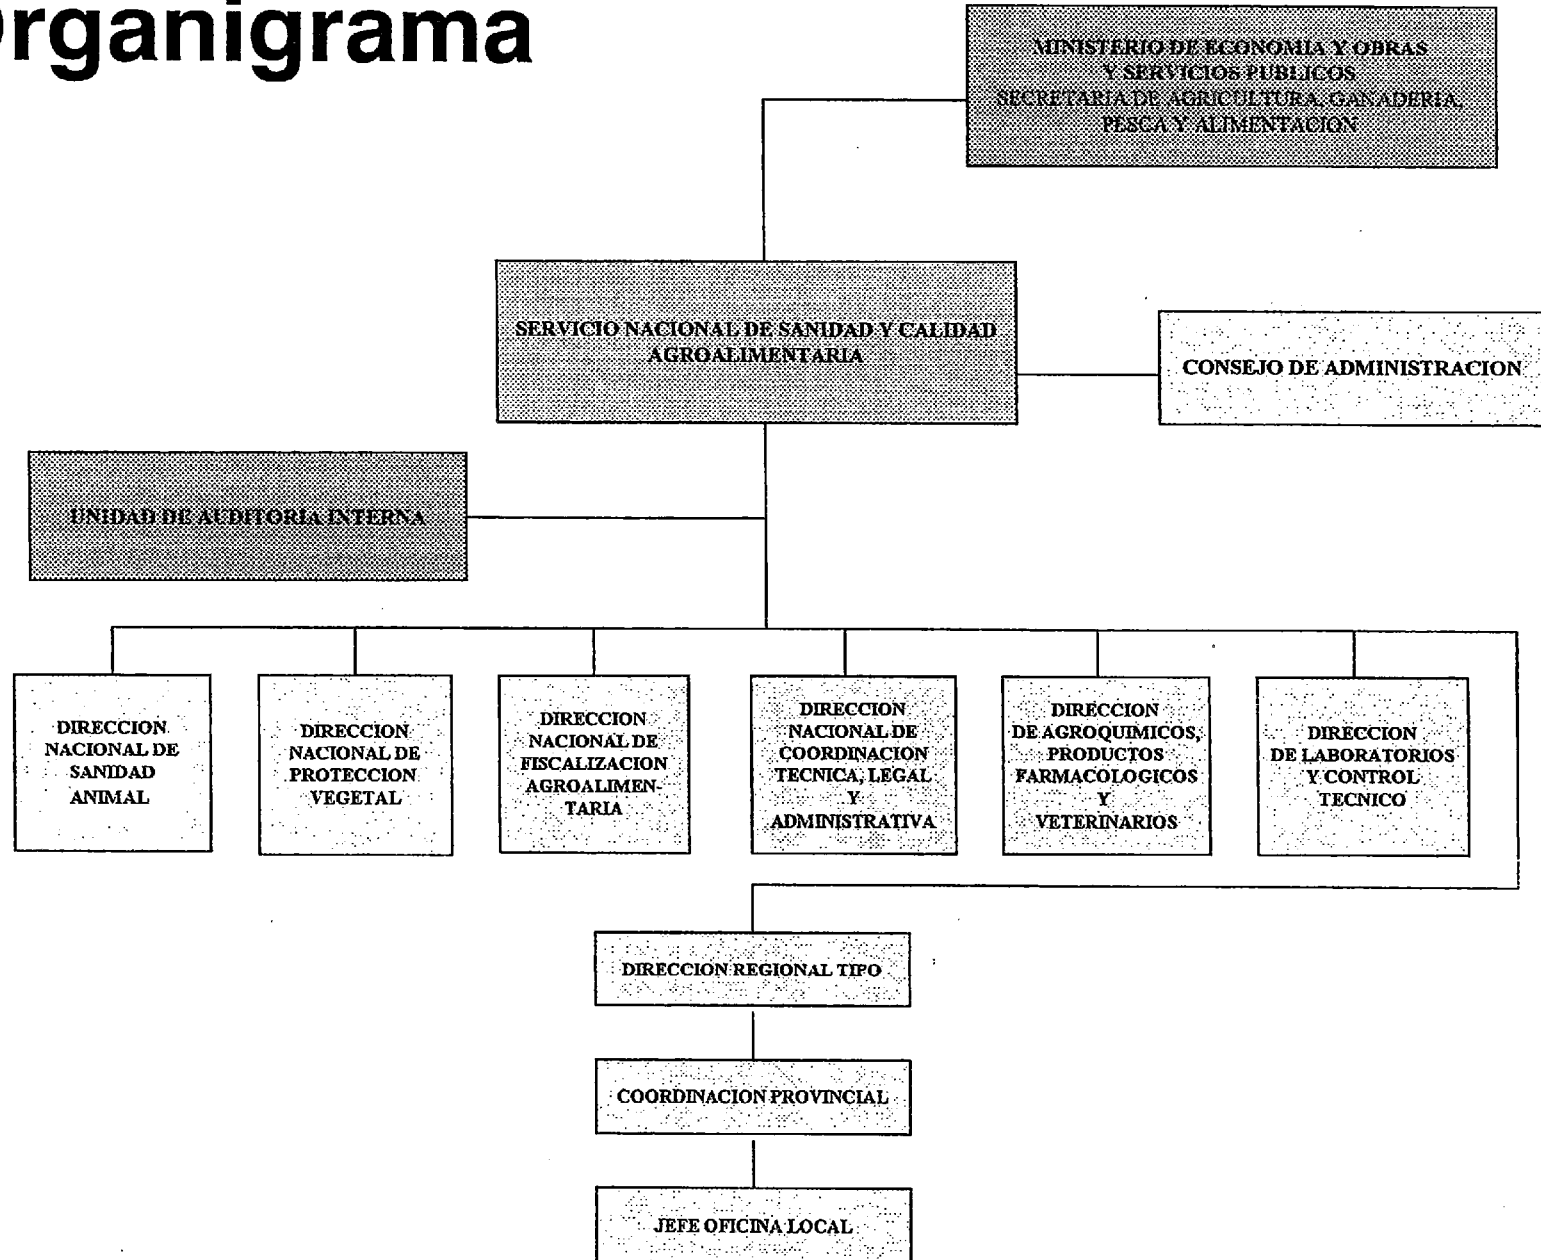 Organigrama
MINISTERIO DE ECONOMIA Y OBRAS
Y SERVICIOS PUBLICOS
SECRETARIA DE AGRICULTURA, GANADERIA,
PESCA Y ALIMENTACION
SERVICIO NACIONAL DE SANIDAD Y CALIDAD
AGROALIMENTARIA
CONSEJO DE ADMINISTRACION
UNIDAD DE AUDITORIA INTERNA
DIRECCION
NACIONAL DE
SANIDAD
ANIMAL
DIRECCION
NACIONAL DE
PROTECCION
VEGETAL
DIRECCION
NACIONAL DE
FISCALIZACION
AGROALIMEN-
TARIA
DIRECCION
NACIONAL DE
COORDINACION
TECNICA, LEGAL
Y
ADMINISTRATIVA
DIRECCION
DE AGROQUIMICOS,
PRODUCTOS
FARMACOLOGICOS
Y
VETERINARIOS
DIRECCION
DE LABORATORIOS
Y CONTROL
TECNICO
DIRECCION REGIONAL TIPO
COORDINACION PROVINCIAL
JEFE OFICINA LOCAL